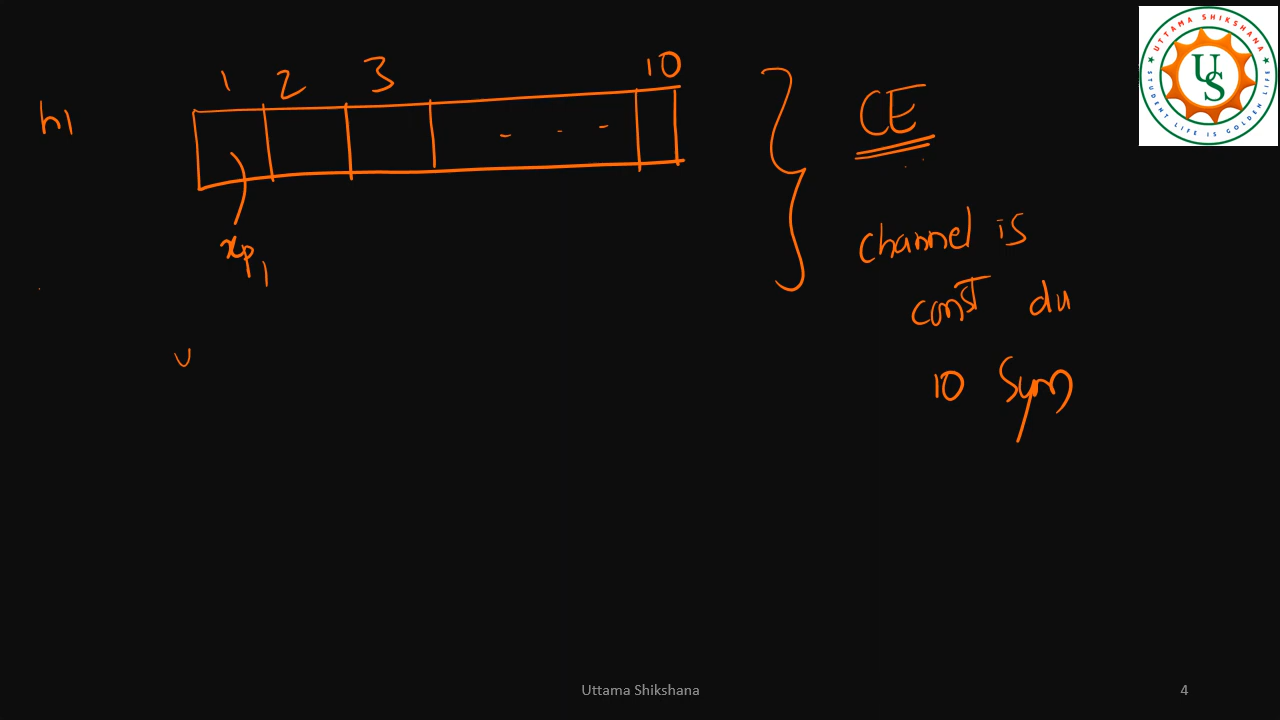 1 2 3 10
h1
xp1
CE
channel is
const du
10 Sym
UTTAMA SHIKSHANA
US
STUDENT LIFE IS GOLDEN LIFE
Uttama Shikshana
4